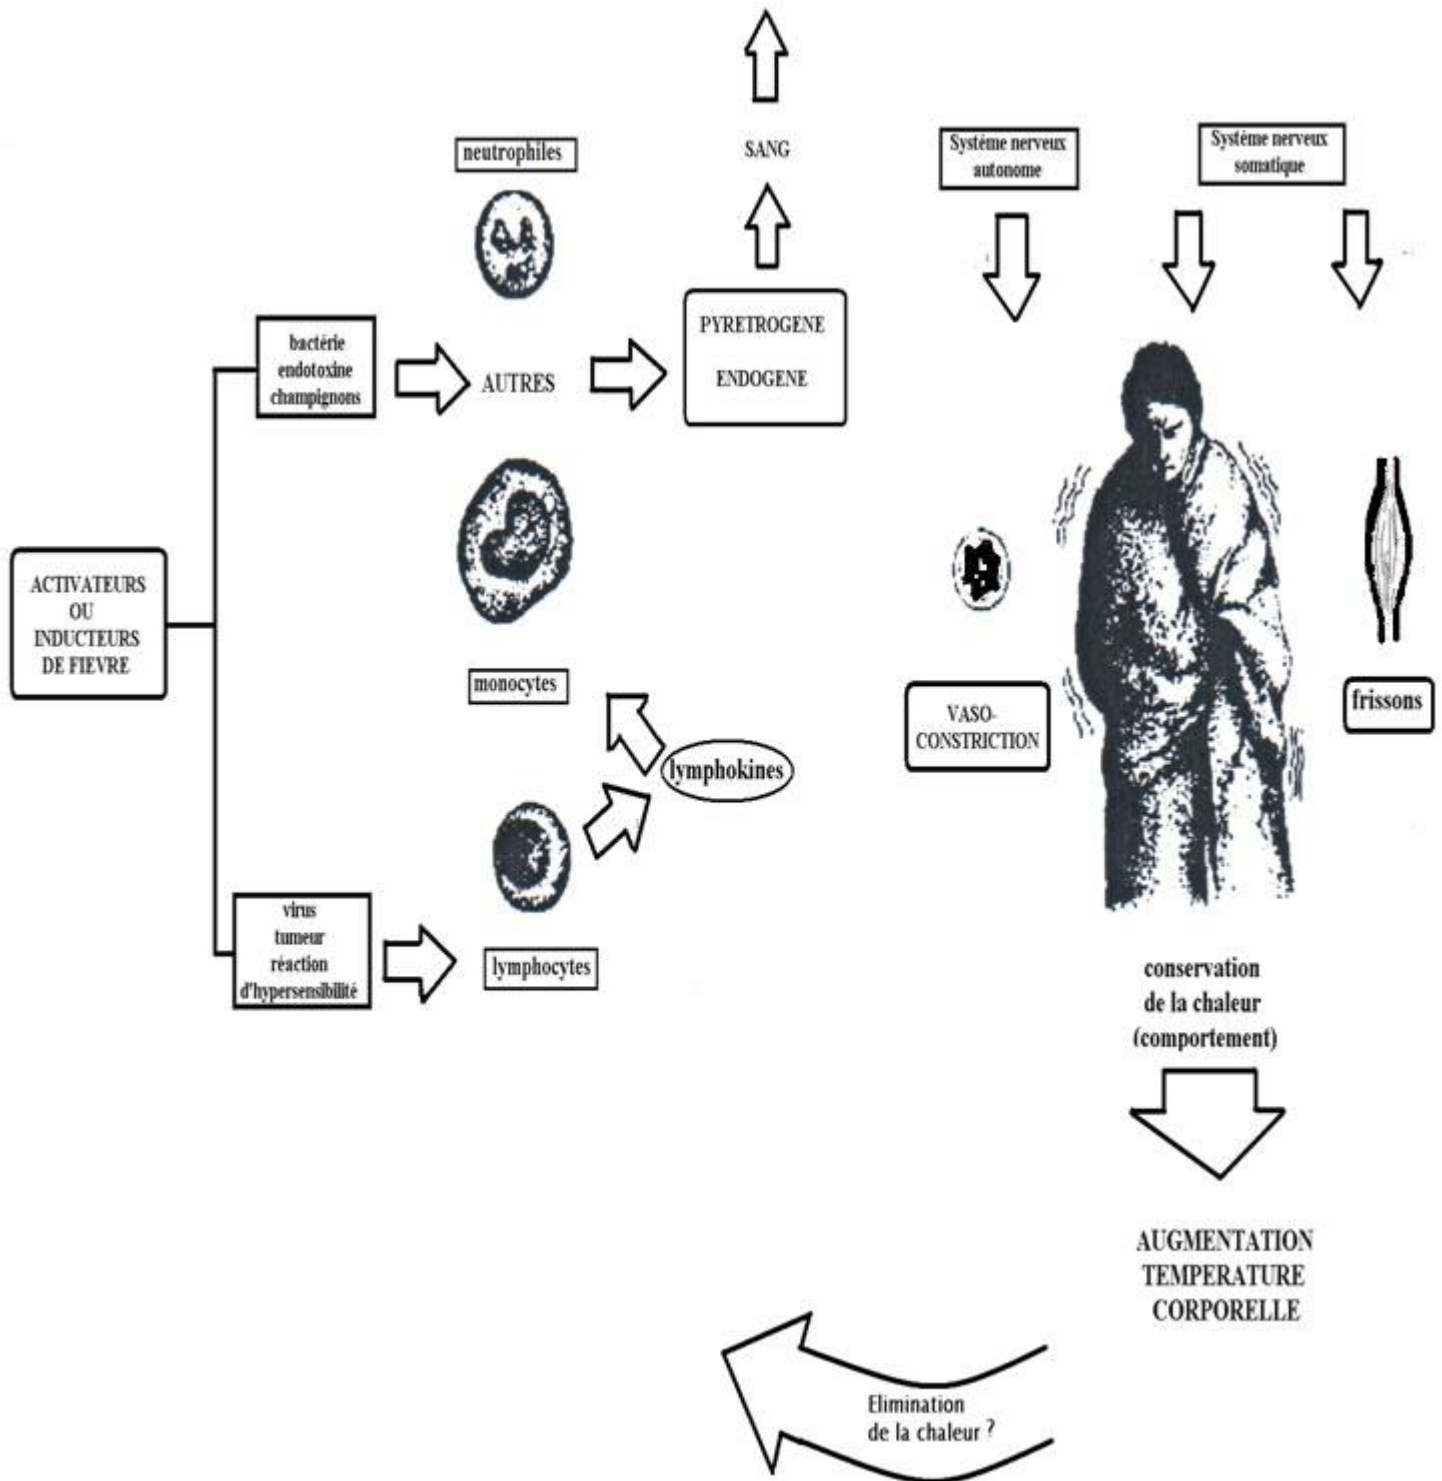 neutrophiles
SANG
Systéme nerveux
autonome
Systéme nerveux
somatique
bactérie
endotoxine
champignons
AUTRES
PYRETROGENE
ENDOGENE
ACTIVATEURS
OU
INDUCTEURS
DE FIEVRE
monocytes
lymphokines
VASO-
CONSTRICTION
frissons
virus
tumeur
réaction
d'hypersensibilité
lymphocytes
conservation
de la chaleur
(comportement)
AUGMENTATION
TEMPERATURE
CORPORELLE
Elimination
de la chaleur ?